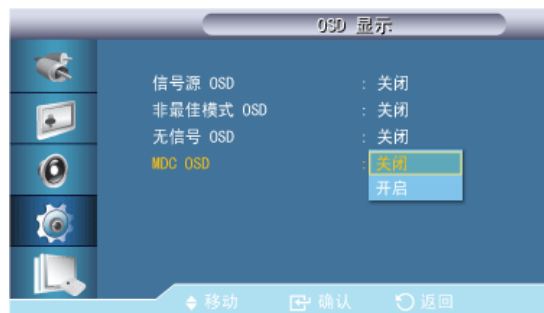 OSD 显示
信号源 OSD : 关闭
非最佳模式 OSD : 关闭
无信号 OSD : 关闭
MDC OSD : 关闭
开启
移动 确认 返回